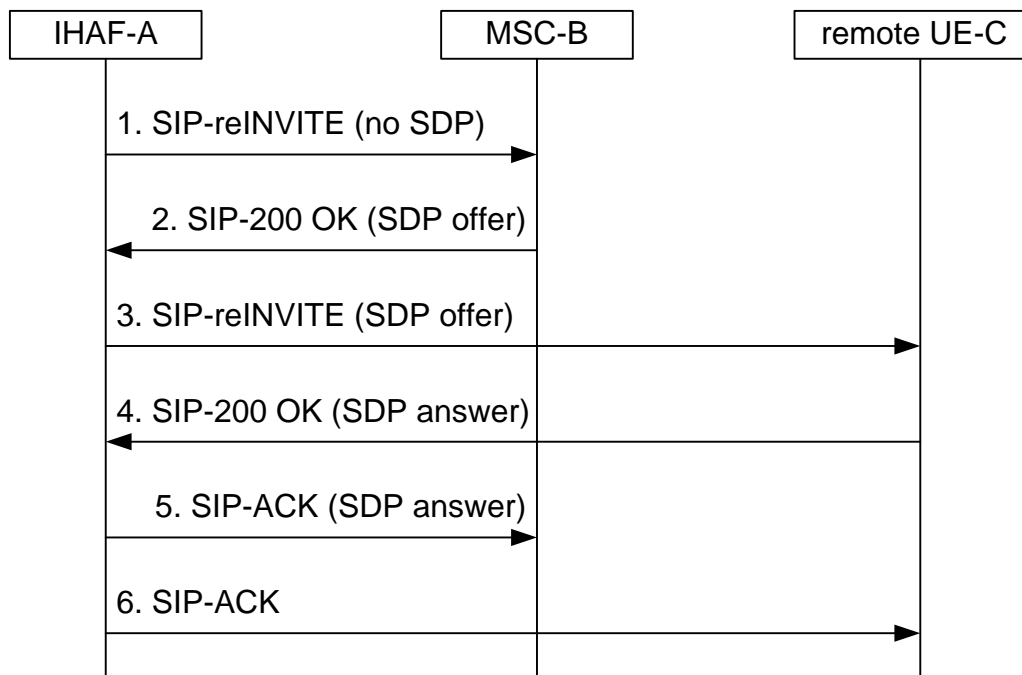 IHAF-A
MSC-B
remote UE-C
1. SIP-reINVITE (no SDP)
2. SIP-200 OK (SDP offer)
3. SIP-reINVITE (SDP offer)
4. SIP-200 OK (SDP answer)
5. SIP-ACK (SDP answer)
6. SIP-ACK